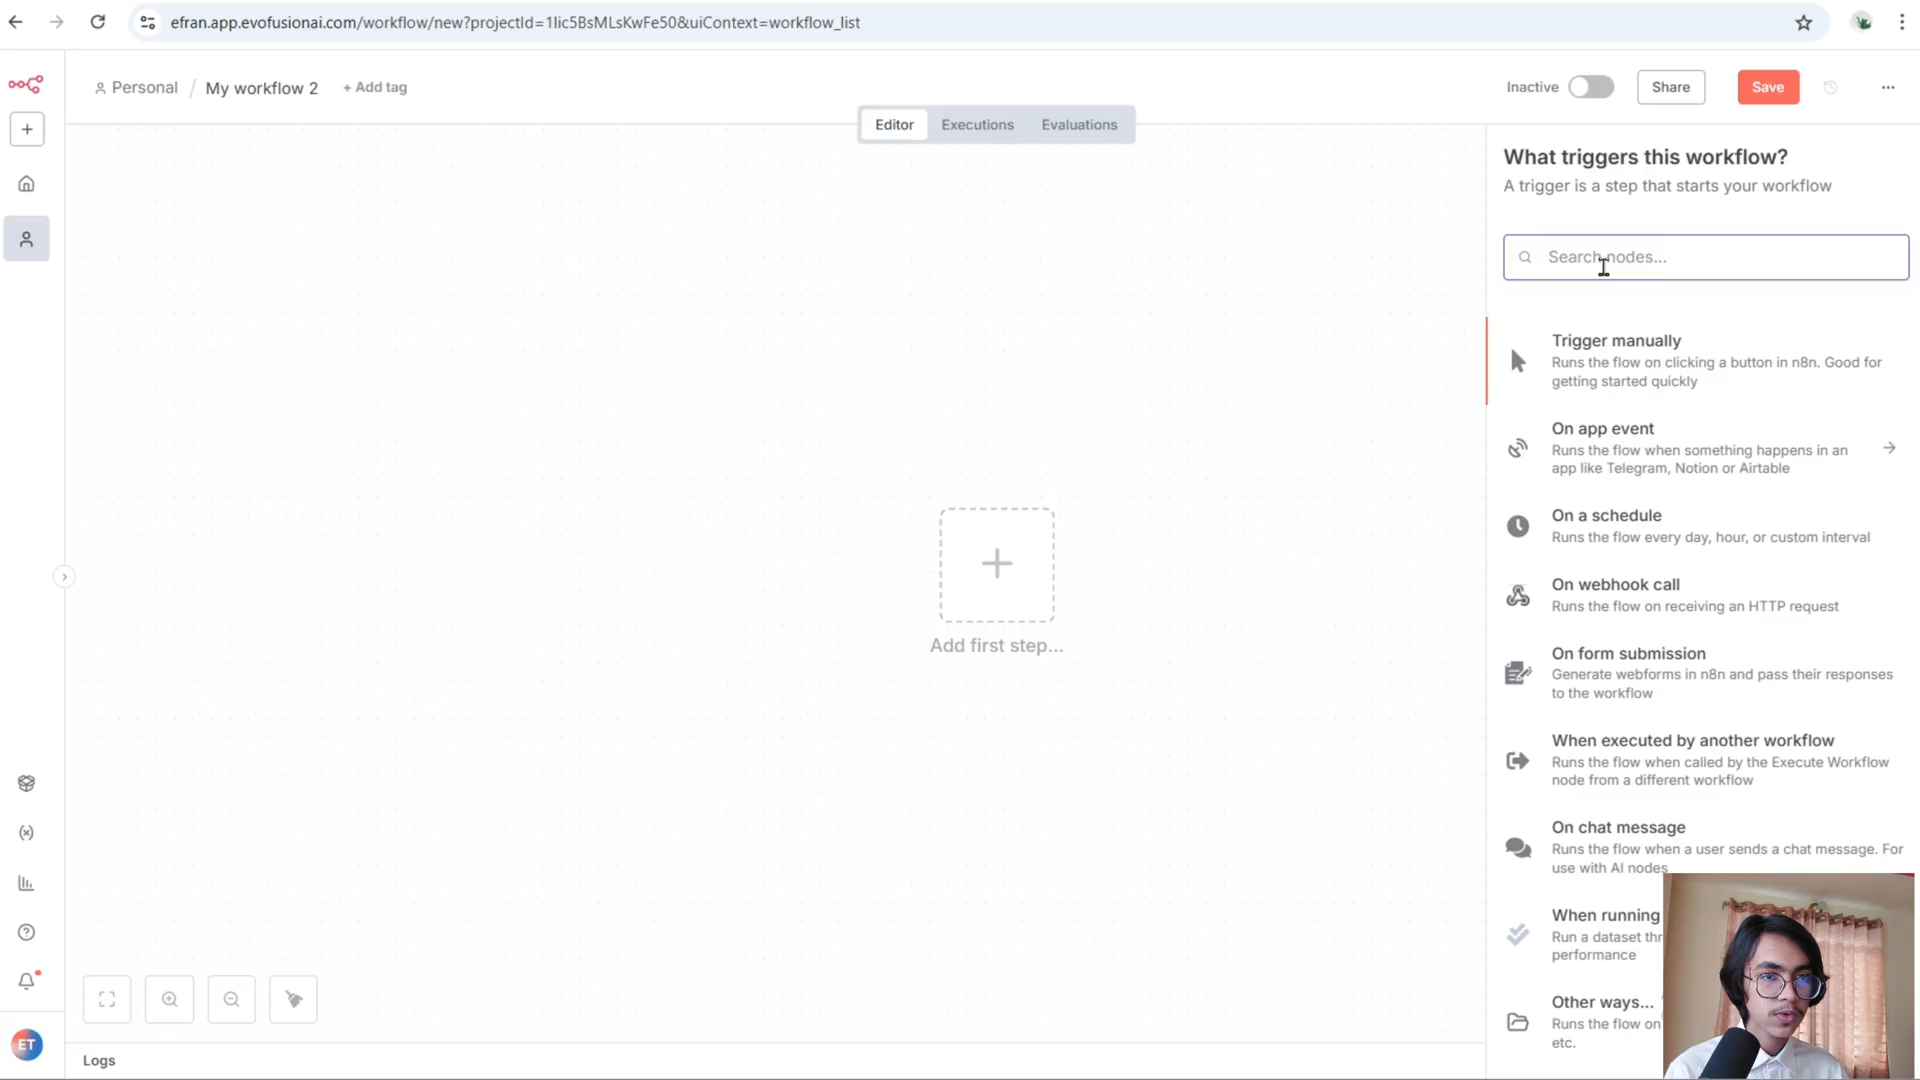 efran.app.evofusionai.com/workflow/new?projectId=1lic5BsMLsKwFe50&uiContext=workflow_list
Personal / My workflow 2 + Add tag
Inactive Share Save
Editor Executions Evaluations
What triggers this workflow?
A trigger is a step that starts your workflow
Search nodes...
Trigger manually
Runs the flow on clicking a button in n8n. Good for
getting started quickly
On app event
Runs the flow when something happens in an
app like Telegram, Notion or Airtable
On a schedule
Runs the flow every day, hour, or custom interval
On webhook call
Runs the flow on receiving an HTTP request
On form submission
Generate webforms in n8n and pass their responses
to the workflow
When executed by another workflow
Runs the flow when called by the Execute Workflow
node from a different workflow
On chat message
Runs the flow when a user sends a chat message. For
use with AI nodes
When running
Run a dataset
performance
Other ways...
Runs the flow on
etc.
Add first step...
ET
Logs